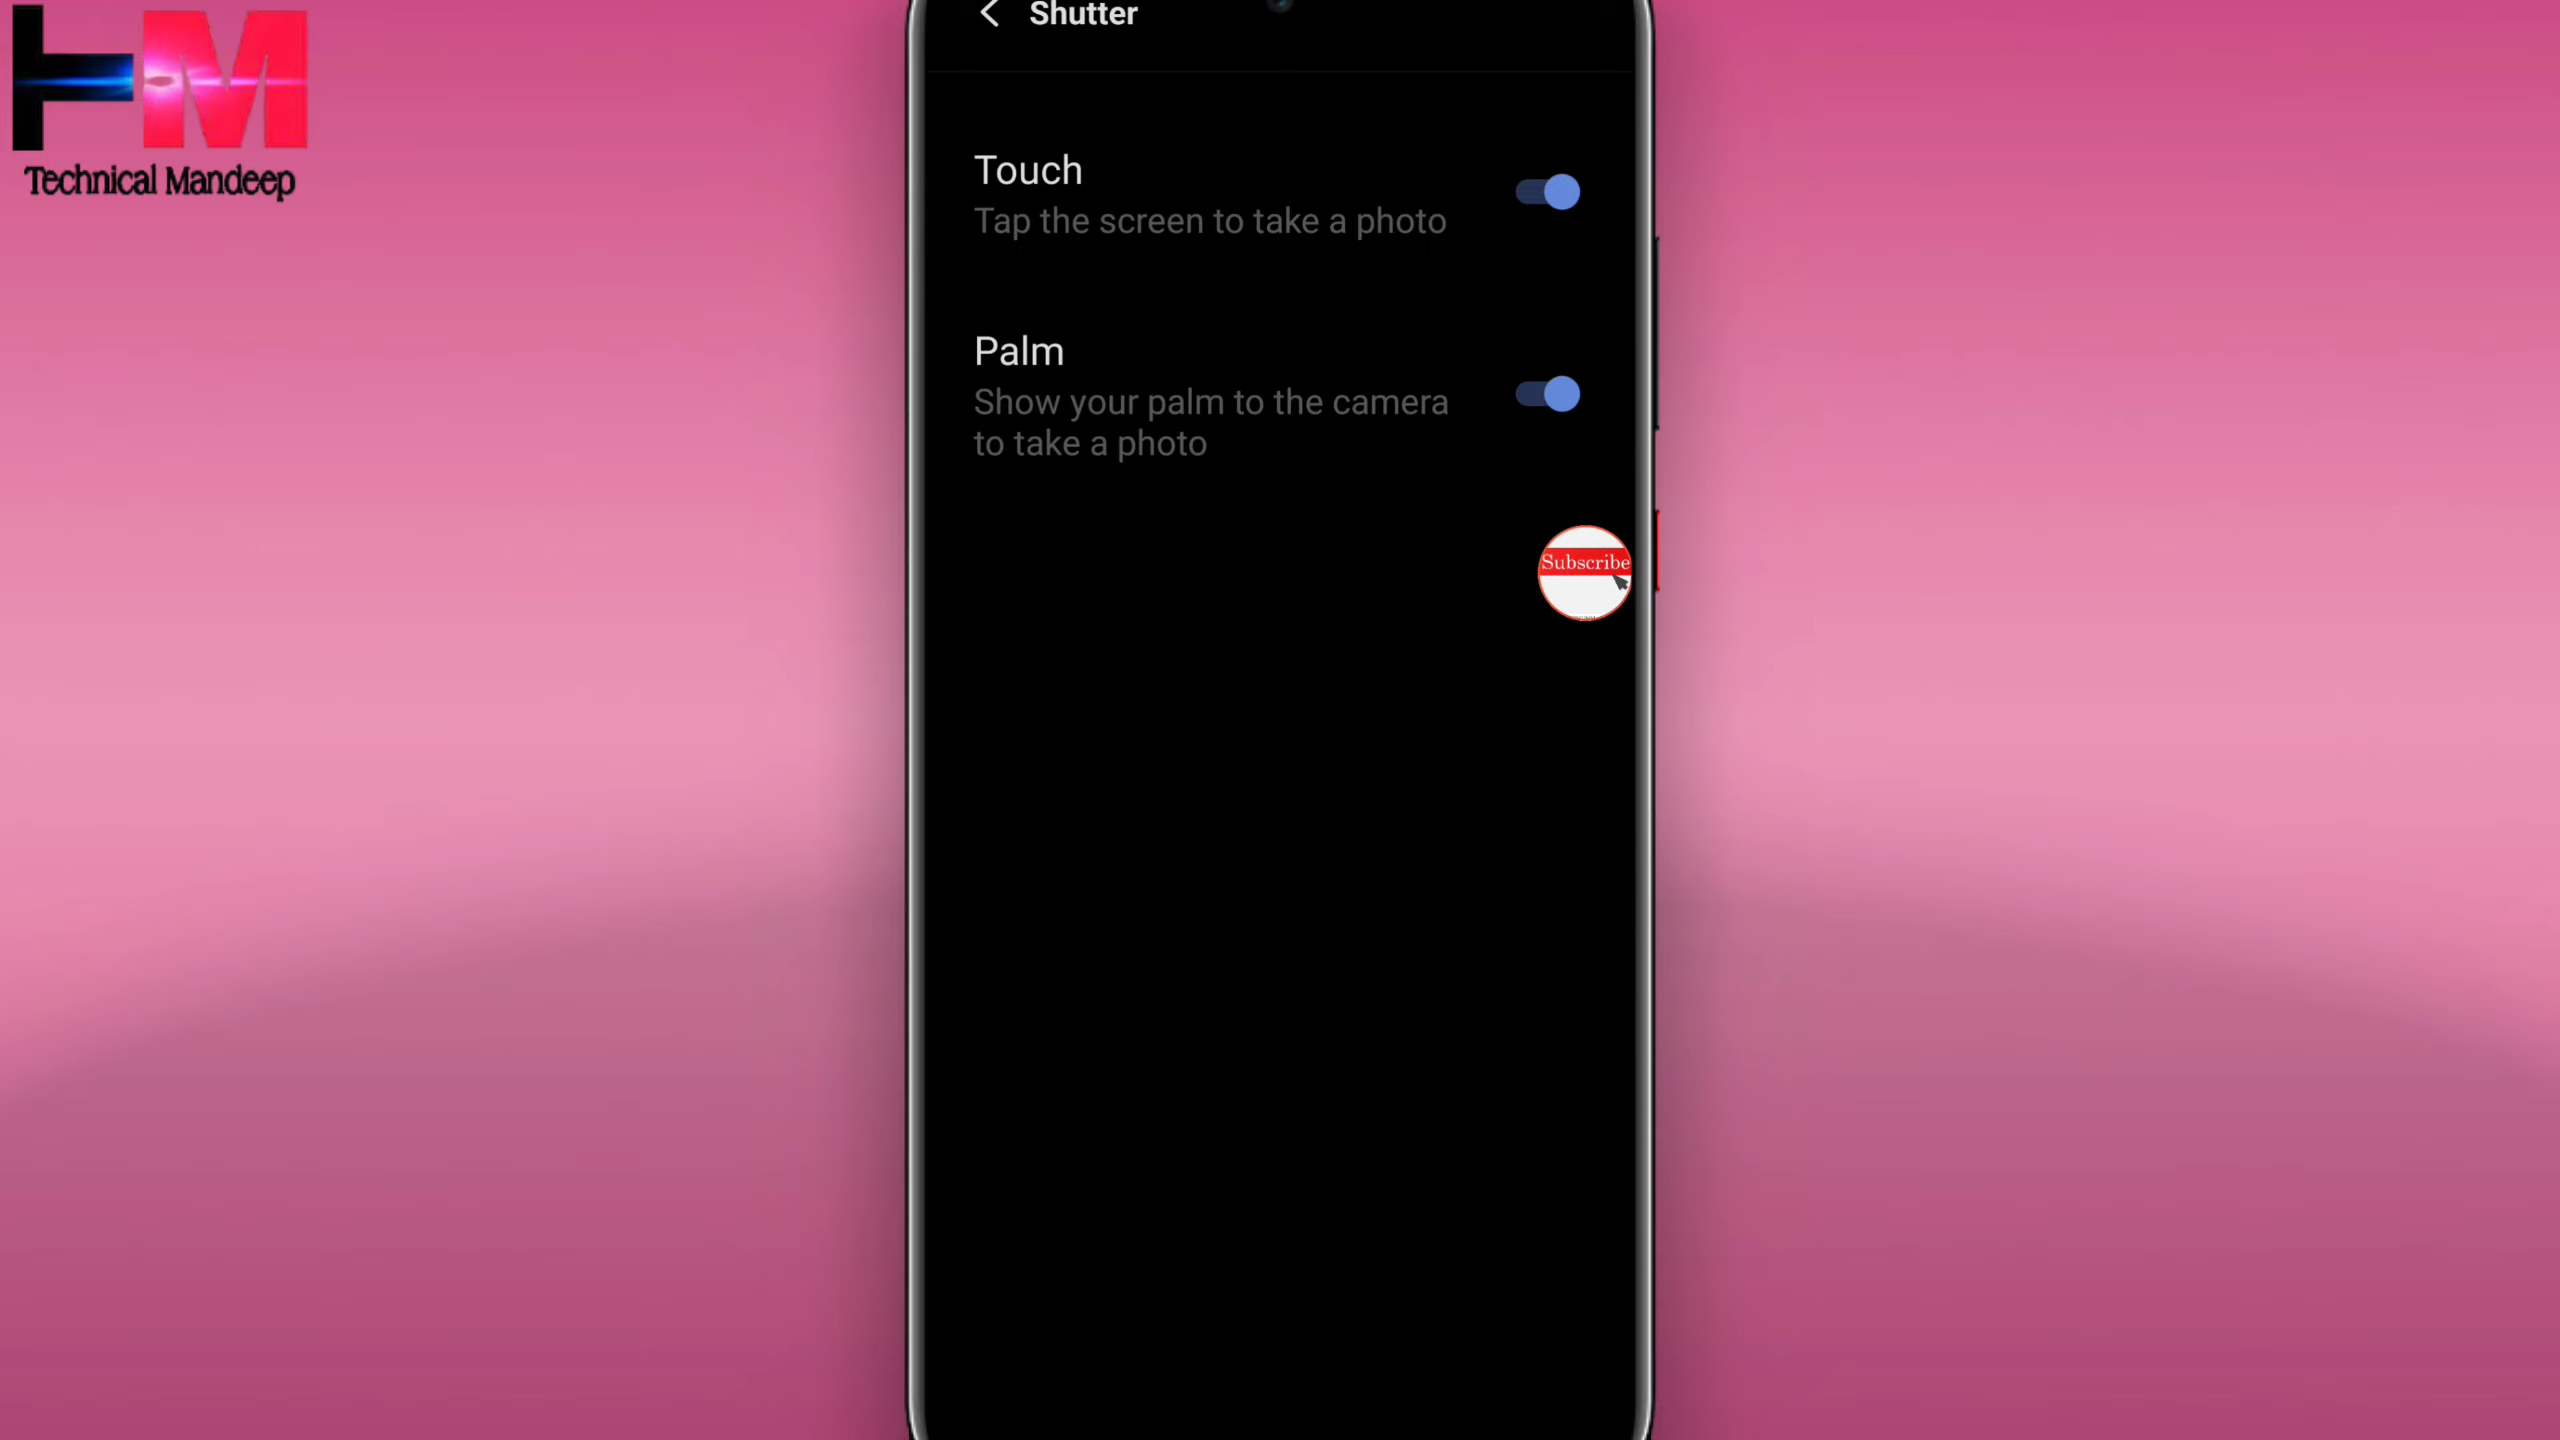 Shutter
Technical Mandeep
Touch
Tap the screen to take a photo
Palm
Show your palm to the camera
to take a photo
Subscribe